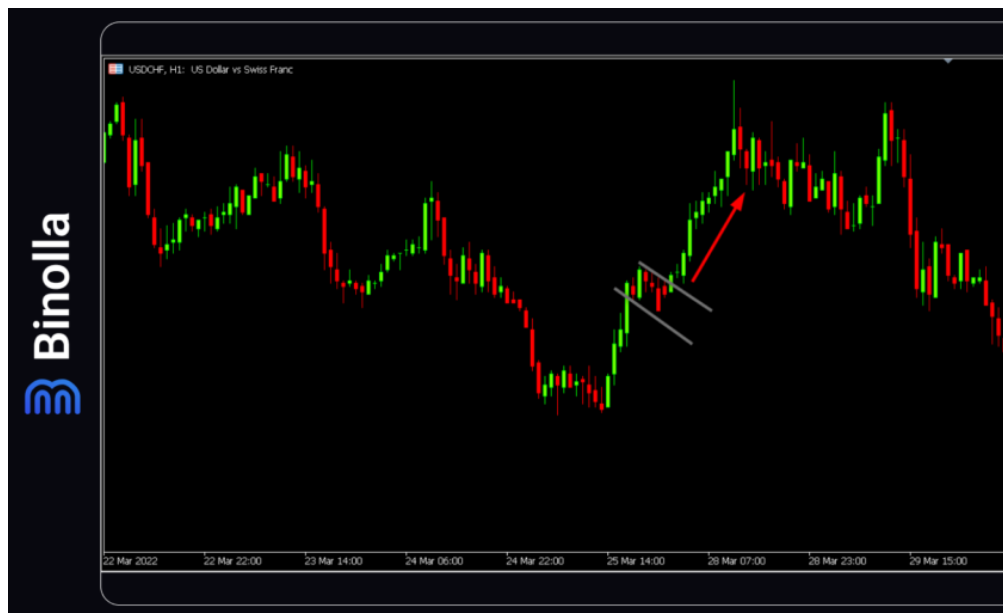 USDCHF, H1: US Dollar vs Swiss Franc
Binolla
22 Mar 2022
22 Mar 22:00
23 Mar 14:00
24 Mar 06:00
24 Mar 22:00
25 Mar 14:00
28 Mar 07:00
28 Mar 23:00
29 Mar 15:00